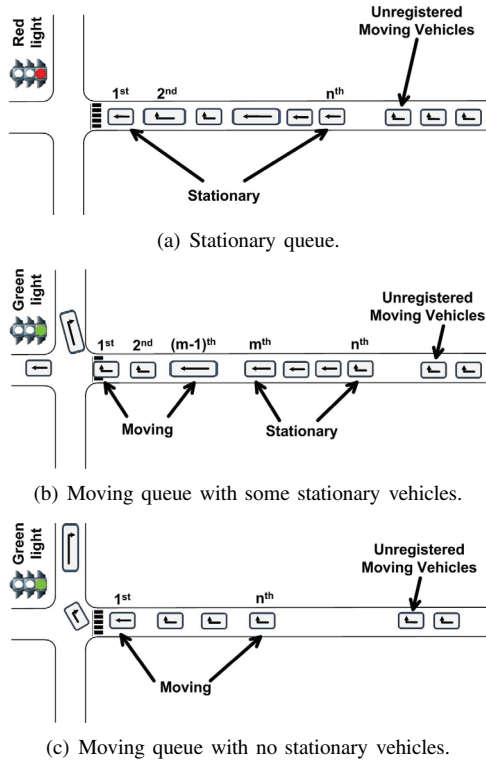 Red
light
Unregistered
Moving Vehicles
1st 2nd nth
Stationary
(a) Stationary queue.
Green
light
Unregistered
Moving Vehicles
1st 2nd (m-1)th mth nth
Moving Stationary
(b) Moving queue with some stationary vehicles.
Green
light
Unregistered
Moving Vehicles
1st nth
Moving
(c) Moving queue with no stationary vehicles.